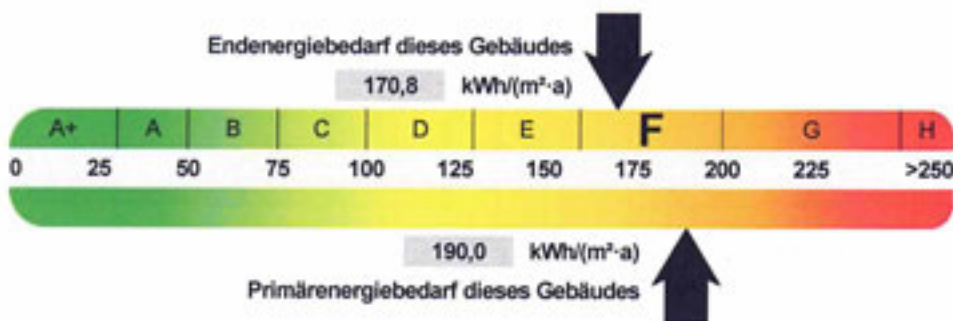 Endenergiebedarf dieses Gebäudes
170,8 kWh/(m²·a)
A+ A B C D E F G H
0 25 50 75 100 125 150 175 200 225 >250
190,0 kWh/(m²·a)
Primärenergiebedarf dieses Gebäudes